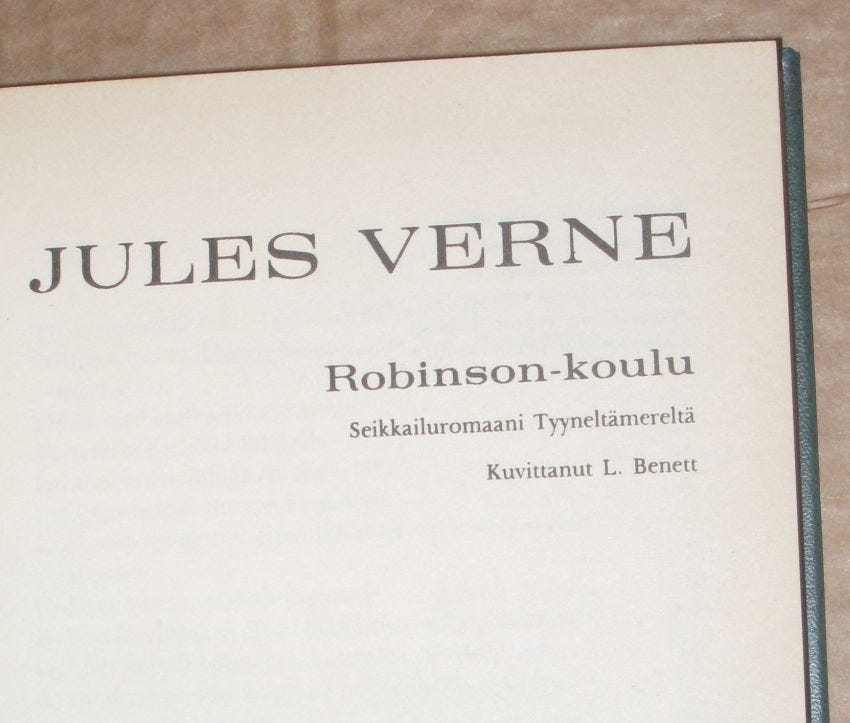 JULES VERNE
Robinson-koulu
Seikkailuromaani Tyyneltämereltä
Kuvittanut L. Benett